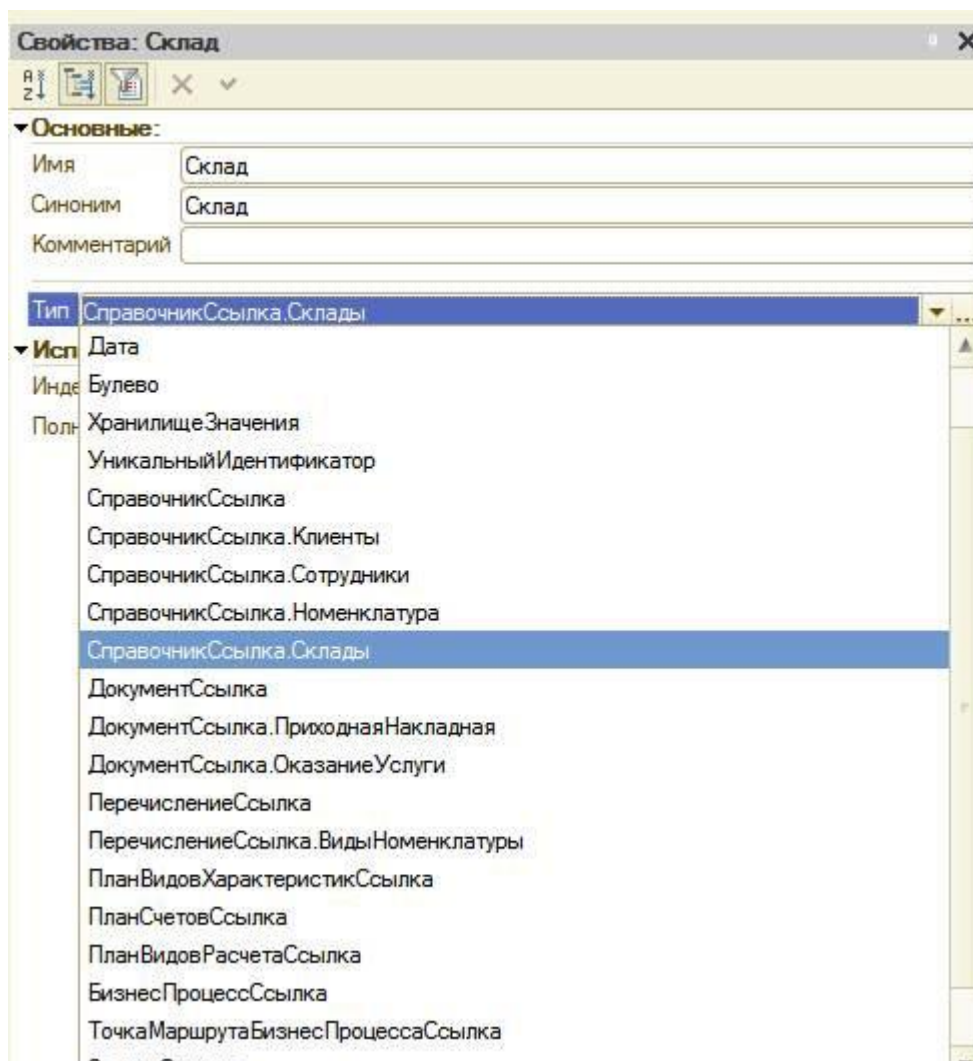 Свойства: Склад
Основные:
Имя Склад
Синоним Склад
Комментарий
Тип СправочникСсылка.Склады ...
Исп Дата
Инде Булево
Полн ХранилищеЗначения
УникальныйИдентификатор
СправочникСсылка
СправочникСсылка.Клиенты
СправочникСсылка.Сотрудники
СправочникСсылка.Номенклатура
СправочникСсылка.Склады
ДокументСсылка
ДокументСсылка.ПриходнаяНакладная
ДокументСсылка.ОказаниеУслуги
ПеречислениеСсылка
ПеречислениеСсылка.ВидыНоменклатуры
ПланВидовХарактеристикСсылка
ПланСчетовСсылка
ПланВидовРасчетаСсылка
БизнесПроцессСсылка
ТочкаМаршрутаБизнесПроцессаСсылка